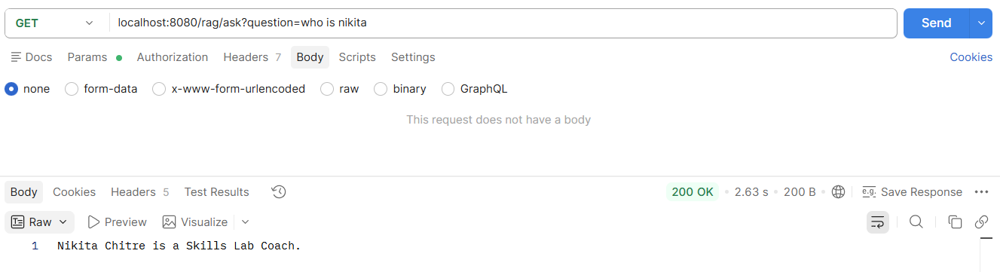 GET localhost:8080/rag/ask?question=who is nikita Send
Docs Params Authorization Headers 7 Body Scripts Settings Cookies
none form-data x-www-form-urlencoded raw binary GraphQL
This request does not have a body
Body Cookies Headers 5 Test Results 200 OK 2.63 s 200 B e.g. Save Response
Raw Preview Visualize
1 Nikita Chitre is a Skills Lab Coach.